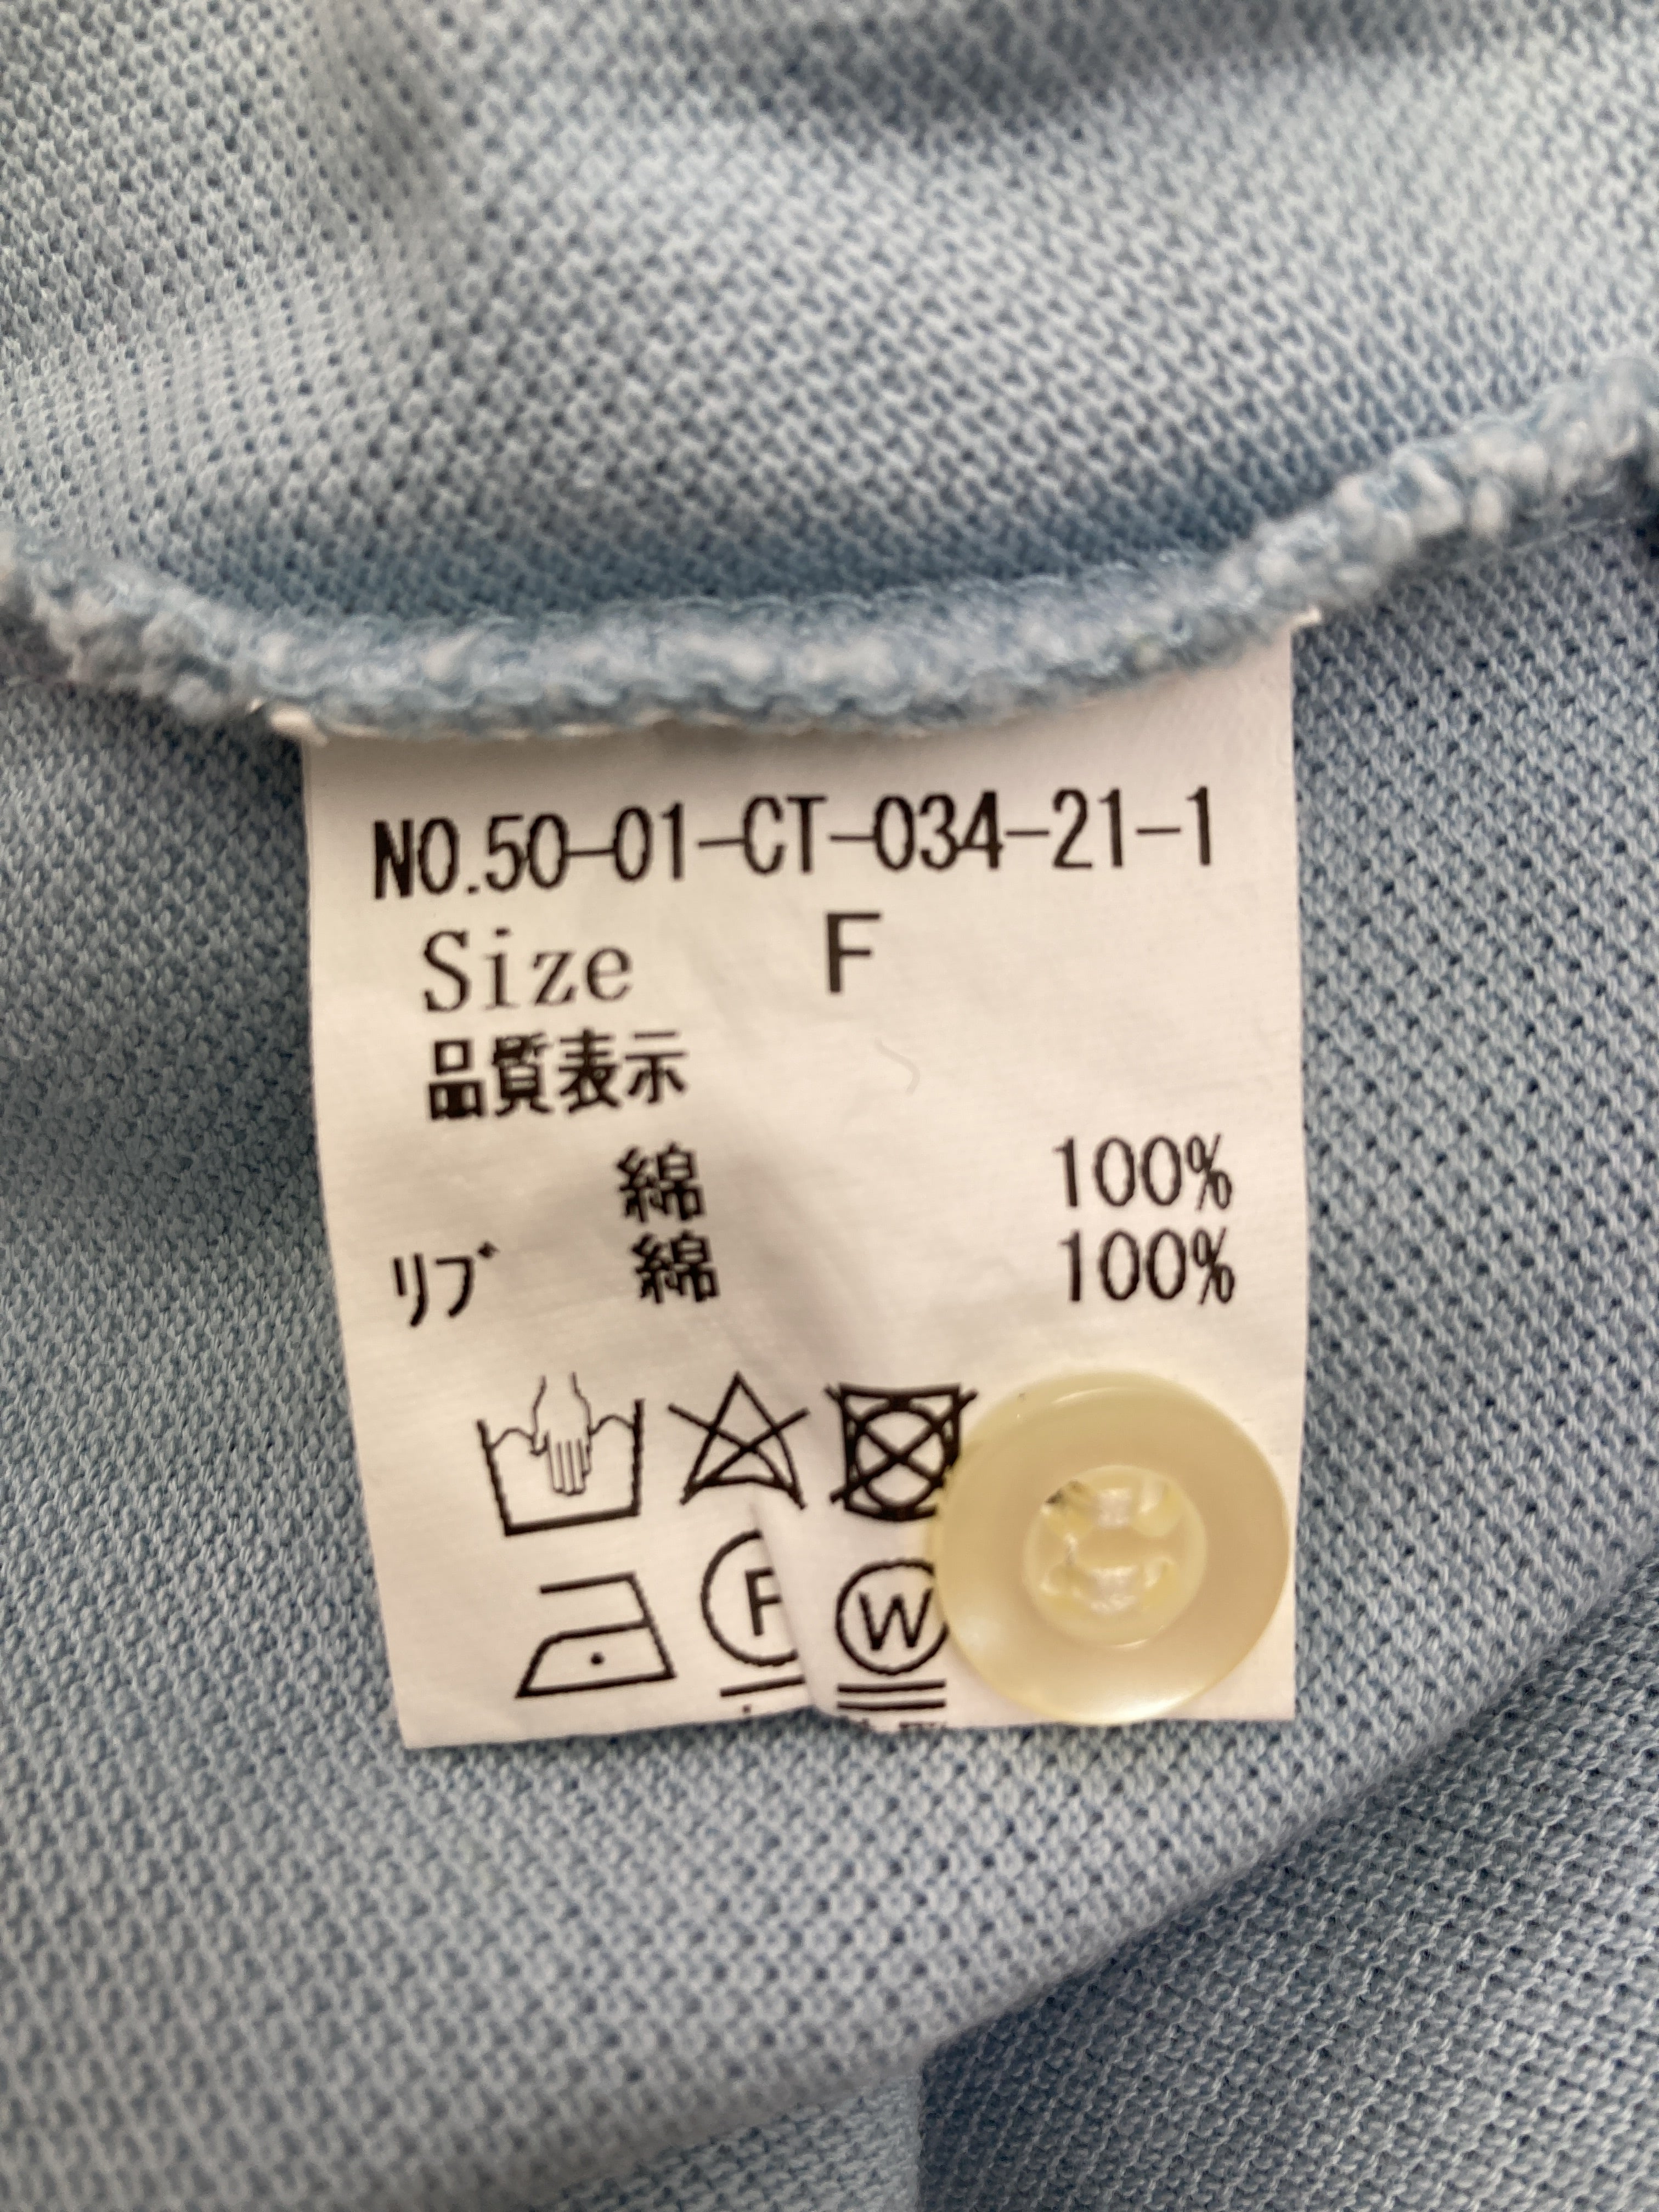 NO.50-01-CT-034-21-1
Size F
品質表示
綿 100%
リブ 綿 100%
F W